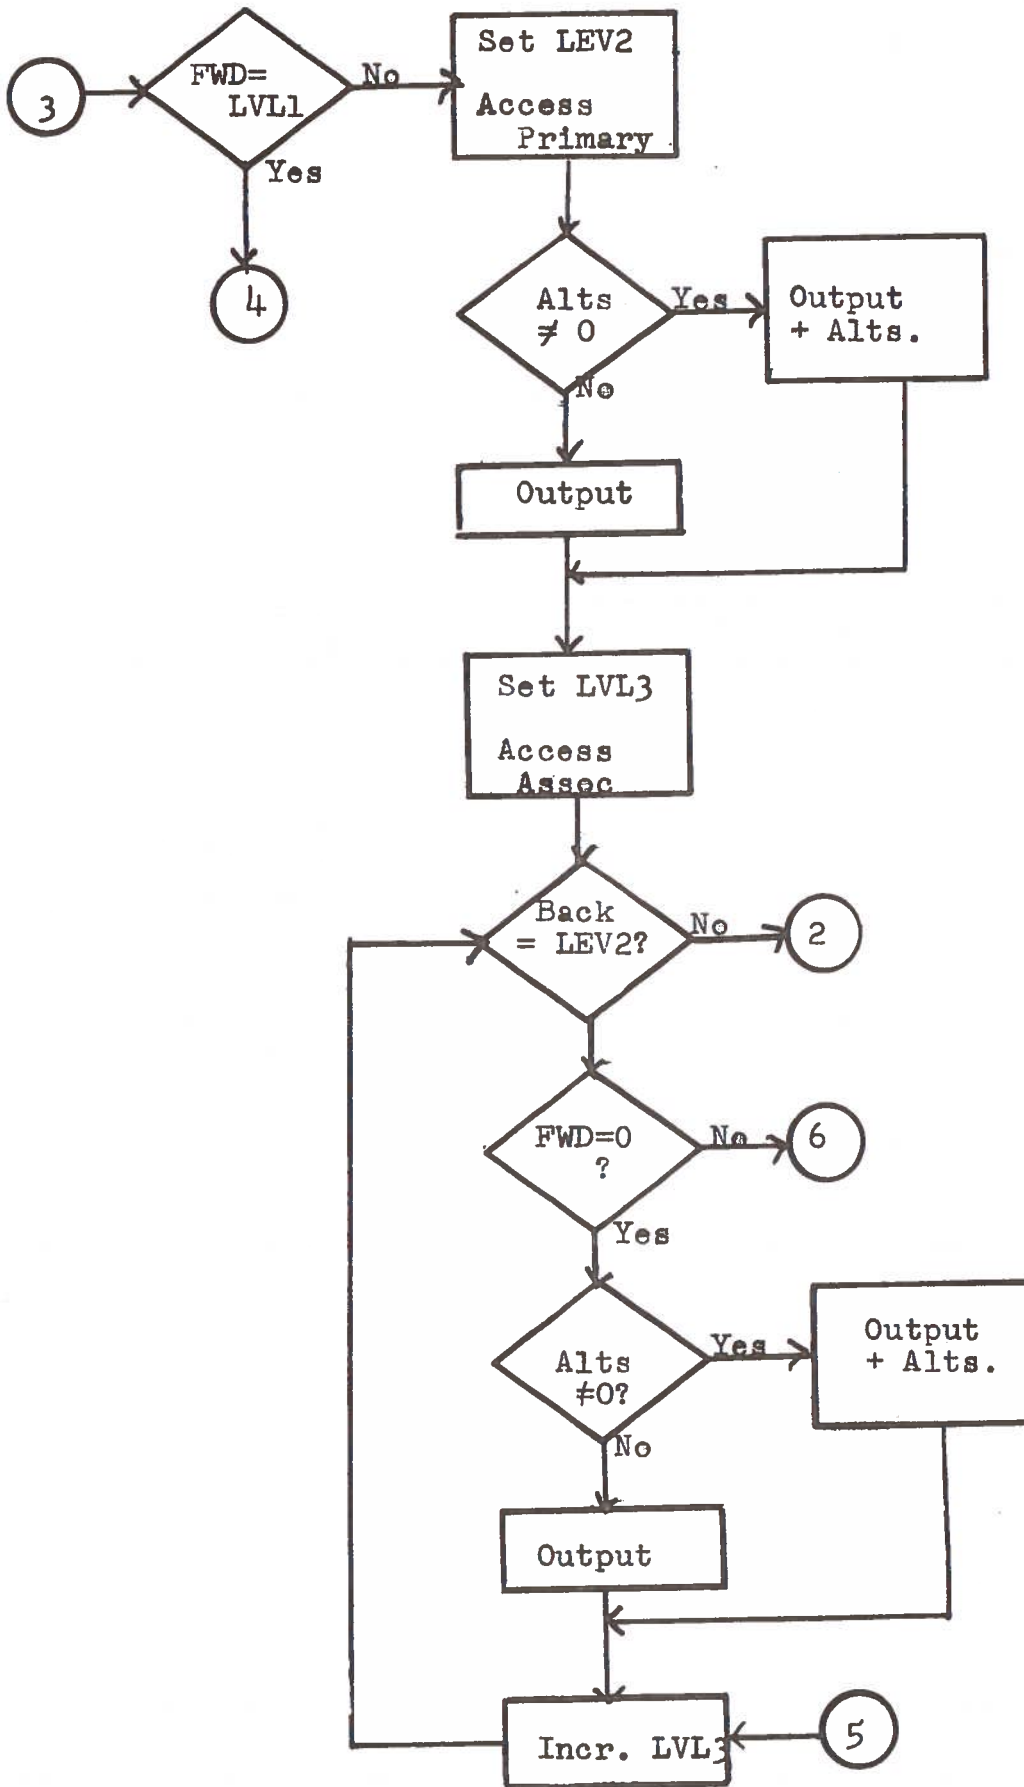 3
FWD=
LVL1
No
Yes
4
Set LEV2
Access
Primary
Alts
≠ 0
Yes
Output
+ Alts.
No
Output
Set LVL3
Access
Assoc
Back
= LEV2?
No
2
FWD=0
?
No
6
Yes
Alts
≠0?
Yes
Output
+ Alts.
No
Output
Incr. LVL3
5